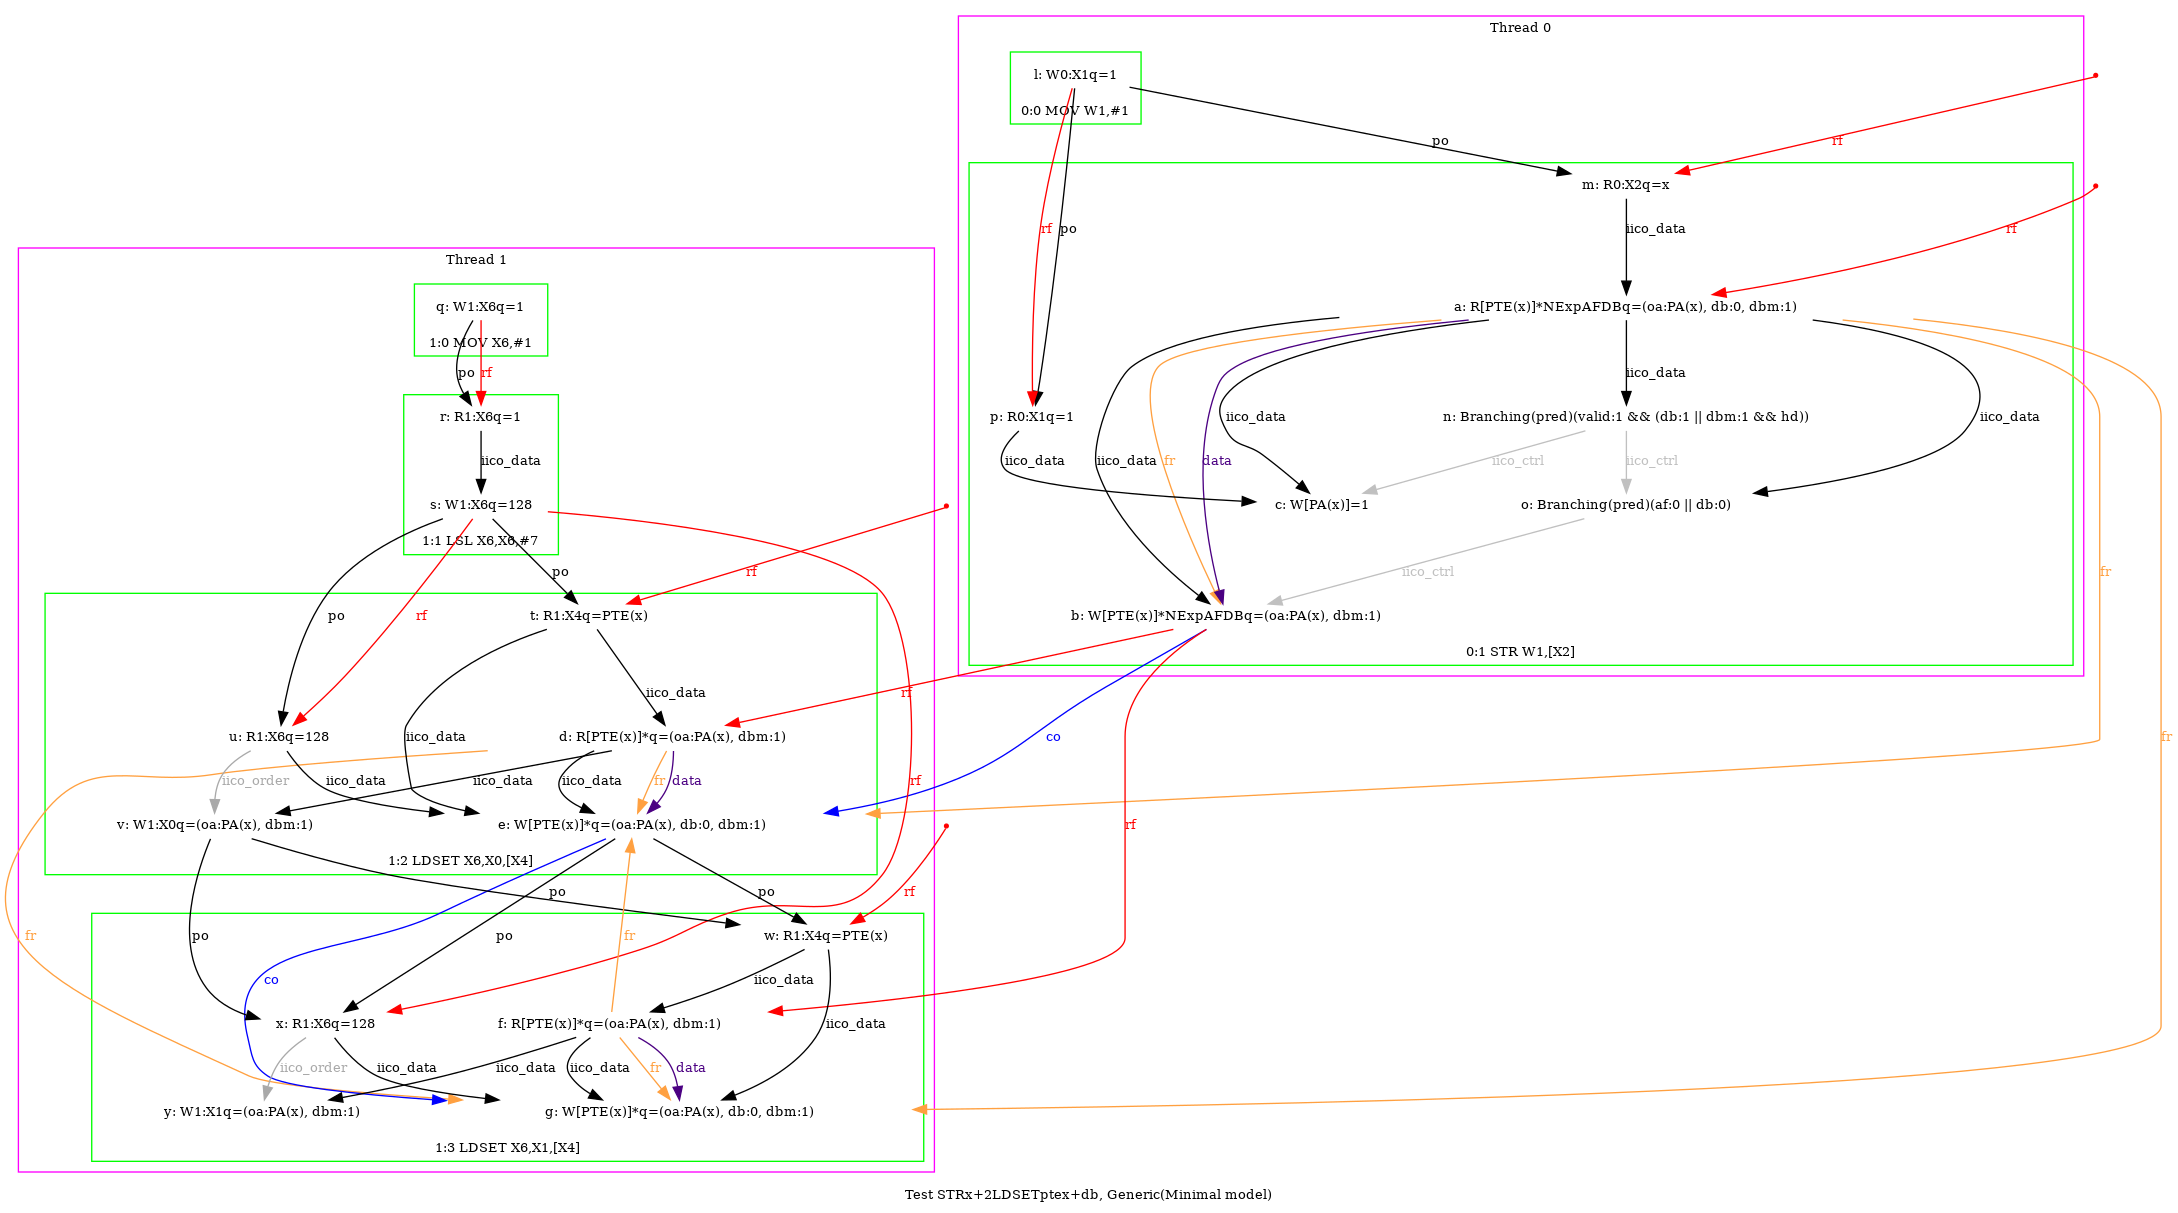 Thread 0
l: W0:X1q=1
0:0 MOV W1,#1
po
rf
m: R0:X2q=x
rf
po
iico_data
rf
Thread 1
q: W1:X6q=1
a: R[PTE(x)]*NExpAFDBq=(oa:PA(x), db:0, dbm:1)
1:0 MOV X6,#1
po
rf
iico_data
r: R1:X6q=1
p: R0:X1q=1
iico_data
n: Branching(pred)(valid:1 && (db:1 || dbm:1 && hd))
iico_data
iico_data
iico_data
iico_data
fr
data
iico_ctrl
iico_ctrl
s: W1:X6q=128
c: W[PA(x)]=1
o: Branching(pred)(af:0 || db:0)
1:1 LSL X6,X6,#7
po
rf
iico_ctrl
fr
po
rf
t: R1:X4q=PTE(x)
b: W[PTE(x)]*NExpAFDBq=(oa:PA(x), dbm:1)
0:1 STR W1,[X2]
iico_data
rf
u: R1:X6q=128
iico_data
d: R[PTE(x)]*q=(oa:PA(x), dbm:1)
co
fr
iico_order
iico_data
iico_data
iico_data
fr
data
rf
v: W1:X0q=(oa:PA(x), dbm:1)
e: W[PTE(x)]*q=(oa:PA(x), db:0, dbm:1)
rf
1:2 LDSET X6,X0,[X4]
po
po
rf
fr
po
po
fr
w: R1:X4q=PTE(x)
co
iico_data
x: R1:X6q=128
f: R[PTE(x)]*q=(oa:PA(x), dbm:1)
iico_data
iico_order
iico_data
iico_data
iico_data
fr
data
y: W1:X1q=(oa:PA(x), dbm:1)
g: W[PTE(x)]*q=(oa:PA(x), db:0, dbm:1)
1:3 LDSET X6,X1,[X4]
Test STRx+2LDSETptex+db, Generic(Minimal model)